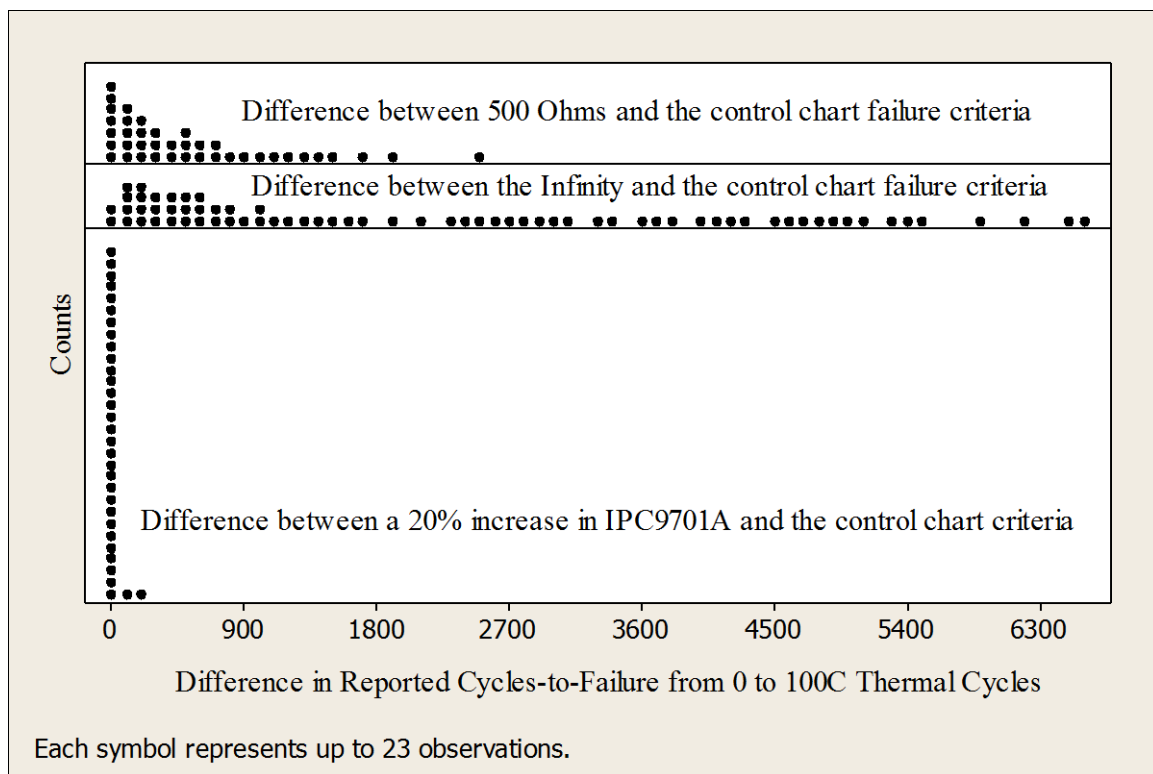 Difference between 500 Ohms and the control chart failure criteria
Difference between the Infinity and the control chart failure criteria
Counts
Difference between a 20% increase in IPC9701A and the control chart criteria
0 900 1800 2700 3600 4500 5400 6300
Difference in Reported Cycles-to-Failure from 0 to 100C Thermal Cycles
Each symbol represents up to 23 observations.